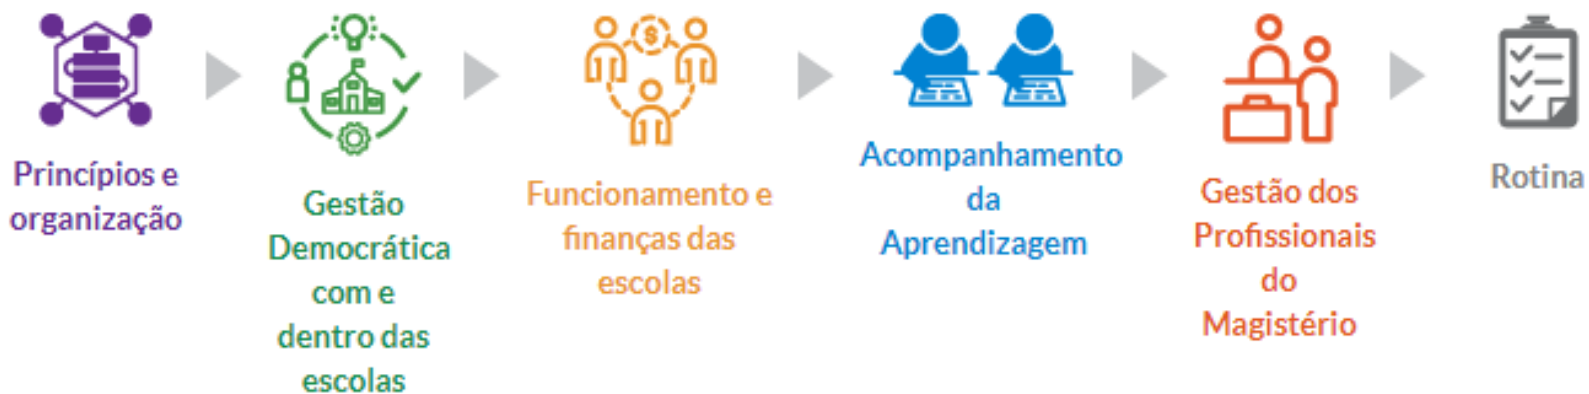 Princípios e
organização
Gestão
Democrática
com e
dentro das
escolas
Funcionamento e
finanças das
escolas
Acompanhamento
da
Aprendizagem
Gestão dos
Profissionais
do
Magistério
Rotina